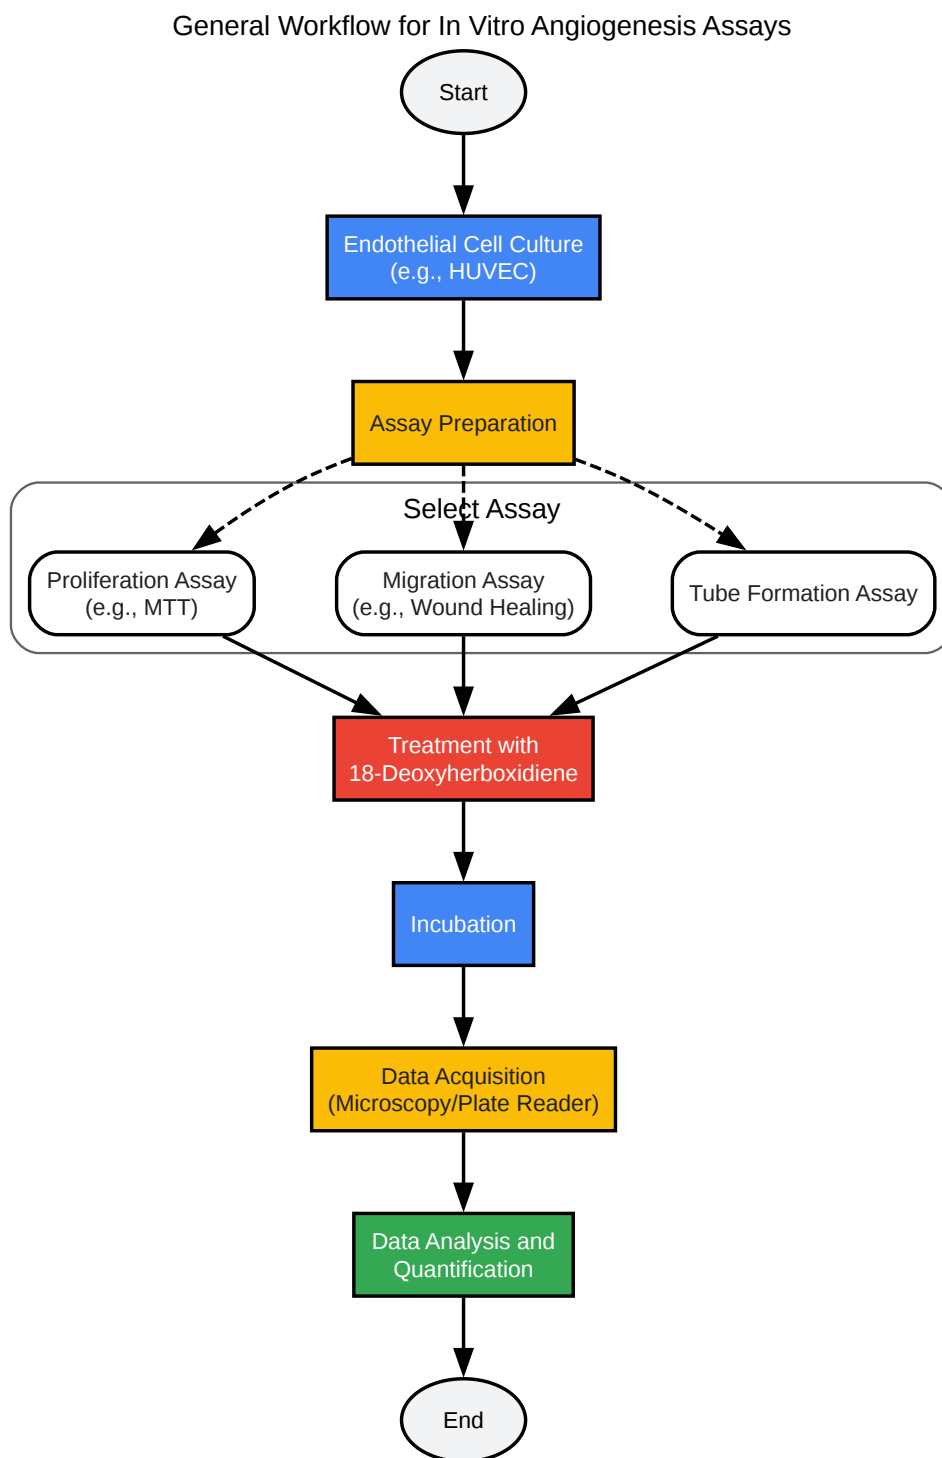 General Workflow for In Vitro Angiogenesis Assays
Start
Endothelial Cell Culture
(e.g., HUVEC)
Assay Preparation
Select Assay
Proliferation Assay
(e.g., MTT)
Migration Assay
(e.g., Wound Healing)
Tube Formation Assay
Treatment with
18-Deoxyherboxidiene
Incubation
Data Acquisition
(Microscopy/Plate Reader)
Data Analysis and
Quantification
End